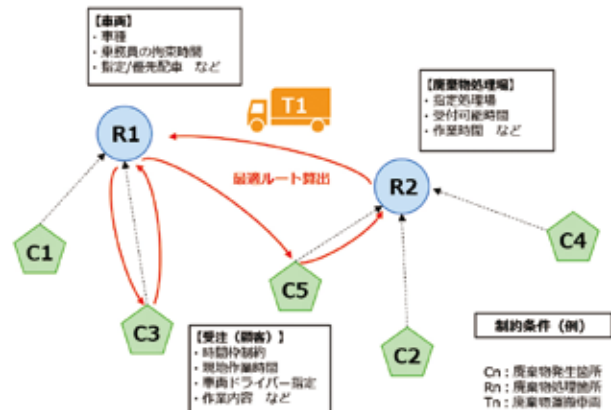 【車両】
・車種
・乗務員の拘束時間
・指定/優先配車 など
T1
【廃棄物処理場】
・指定処理場
・受付可能時間
・作業時間 など
R1
最適ルート算出
R2
C1
C4
C5
C3
C2
【受注（顧客）】
・時間枠制約
・現地作業時間
・車両ドライバー指定
・作業内容 など
制約条件（例）
Cn：廃棄物発生箇所
Rn：廃棄物処理箇所
Tn：廃棄物運搬車両